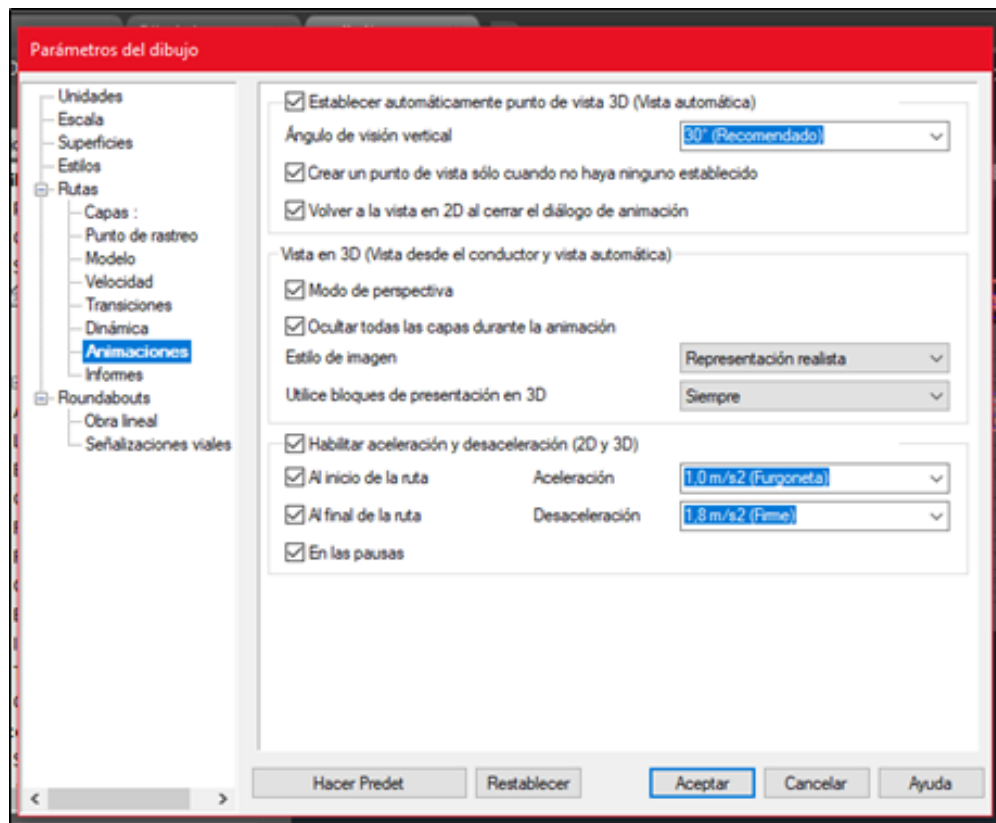 Parámetros del dibujo
Unidades
Escala
Superficies
Estilos
Rutas
Capas :
Punto de rastreo
Modelo
Velocidad
Transiciones
Dinámica
Animaciones
Informes
Roundabouts
Obra lineal
Señalizaciones viales
Establecer automáticamente punto de vista 3D (Vista automática)
Ángulo de visión vertical 30° (Recomendado)
Crear un punto de vista sólo cuando no haya ninguno establecido
Volver a la vista en 2D al cerrar el diálogo de animación
Vista en 3D (Vista desde el conductor y vista automática)
Modo de perspectiva
Ocultar todas las capas durante la animación
Estilo de imagen Representación realista
Utilice bloques de presentación en 3D Siempre
Habilitar aceleración y desaceleración (2D y 3D)
Al inicio de la ruta Aceleración 1,0 m/s2 (Furgoneta)
Al final de la ruta Desaceleración 1,8 m/s2 (Firme)
En las pausas
Hacer Predet Restablecer Aceptar Cancelar Ayuda